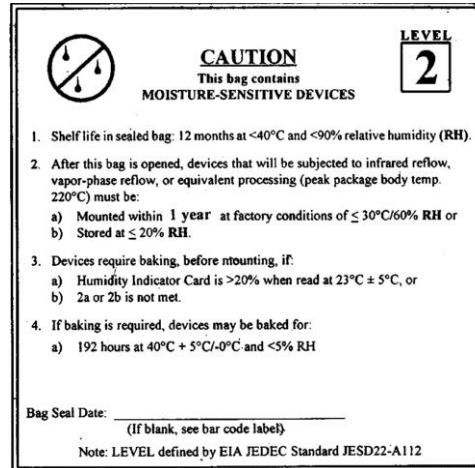 LEVEL
2
CAUTION
This bag contains
MOISTURE-SENSITIVE DEVICES
1. Shelf life in sealed bag: 12 months at <40°C and <90% relative humidity (RH).
2. After this bag is opened, devices that will be subjected to infrared reflow,
vapor-phase reflow, or equivalent processing (peak package body temp.
220°C) must be:
a) Mounted within 1 year at factory conditions of ≤ 30°C/60% RH or
b) Stored at ≤ 20% RH.
3. Devices require baking, before mounting, if:
a) Humidity Indicator Card is >20% when read at 23°C ± 5°C, or
b) 2a or 2b is not met.
4. If baking is required, devices may be baked for:
a) 192 hours at 40°C + 5°C/-0°C and <5% RH
Bag Seal Date:
(If blank, see bar code label)
Note: LEVEL defined by EIA JEDEC Standard JESD22-A112